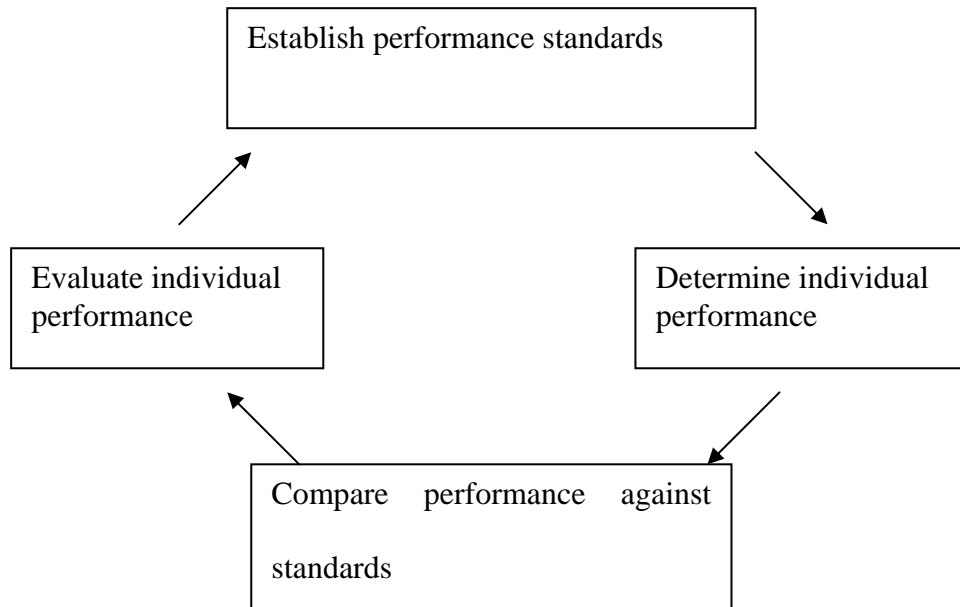 Establish performance standards
Evaluate individual
performance
Determine individual
performance
Compare performance against
standards